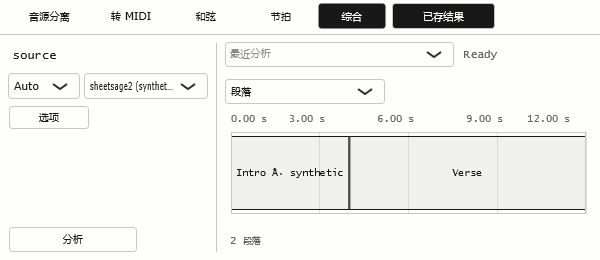 音源分离 转 MIDI 和弦 节拍 综合 已存结果
source
最近分析 Ready
Auto sheetsage2 (synthet…
段落
选项
0.00 s 3.00 s 6.00 s 9.00 s 12.00 s
Intro A. synthetic Verse
分析
2 段落